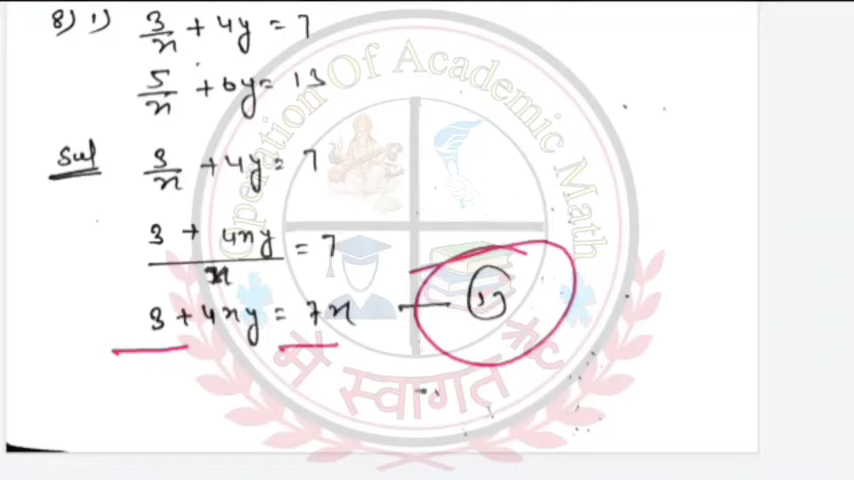 8) 1) 3/x + 4y = 7
5/x + 6y = 13
Sol 3/x + 4y = 7
3 + 4xy / x = 7
3 + 4xy = 7x — (1)
Operation Of Academic Math
में स्वागत है